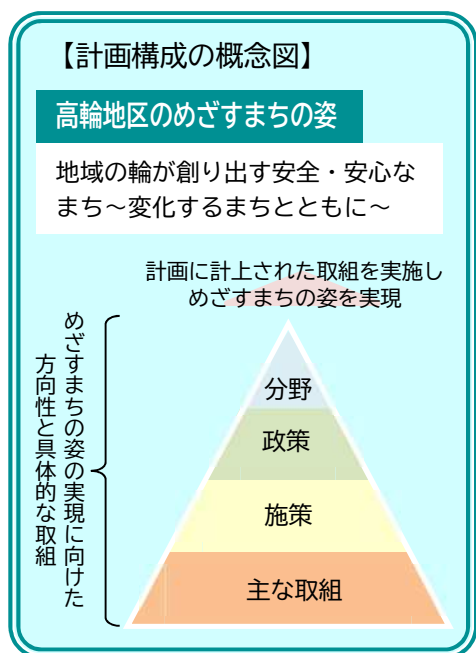 【計画構成の概念図】
高輪地区のめざすまちの姿
地域の輪が創り出す安全・安心な
まち～変化するまちとともに～
計画に計上された取組を実施し
めざすまちの姿を実現
めざすまちの姿の実現に向けた
方向性と具体的な取組
分野
政策
施策
主な取組